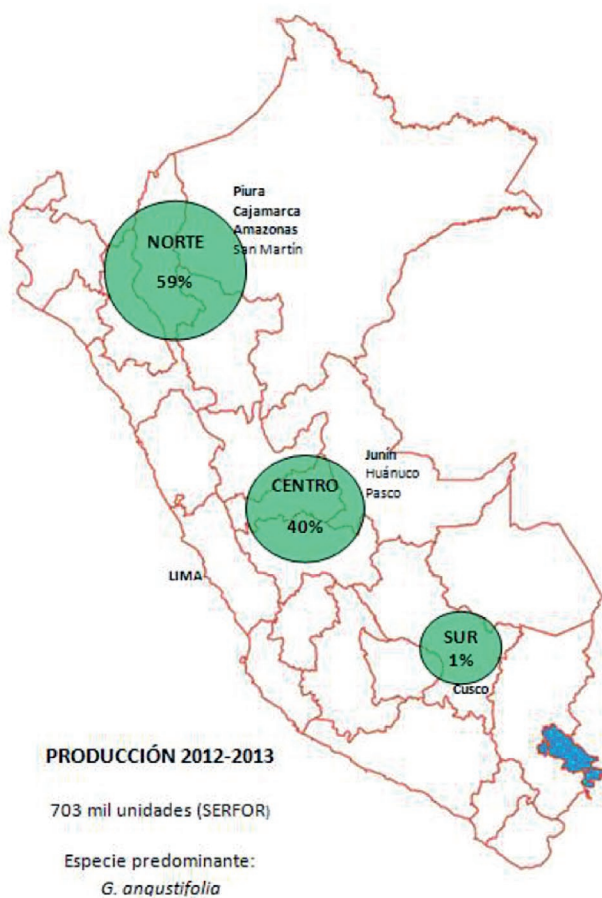 Piura
Cajamarca
Amazonas
San Martín
NORTE
59%
Junín
Huánuco
Pasco
CENTRO
40%
LIMA
SUR
1%
Cusco
PRODUCCIÓN 2012-2013
703 mil unidades (SERFOR)
Especie predominante:
G. angustifolia